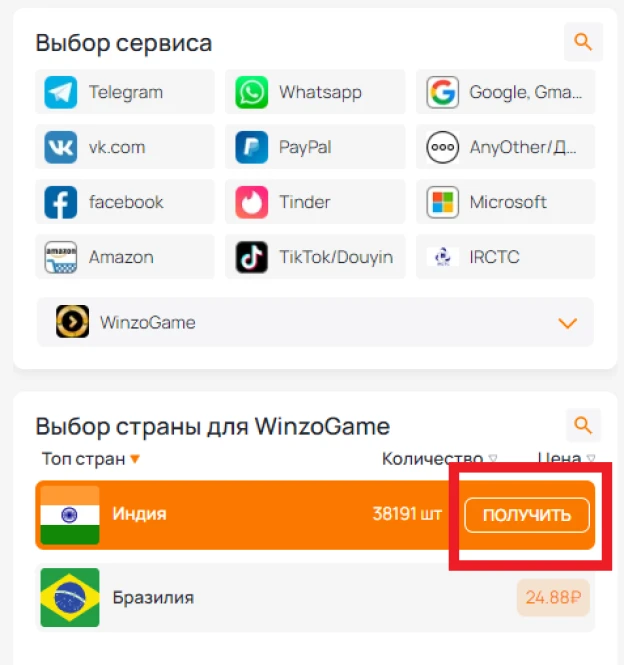 Выбор сервиса
Telegram Whatsapp Google, Gma...
vk.com PayPal AnyOther/Д...
facebook Tinder Microsoft
amazon Amazon TikTok/Douyin IRCTC
WinzoGame
Выбор страны для WinzoGame
Топ стран Количество Цена
Индия 38191 шт ПОЛУЧИТЬ
Бразилия 24.88₽